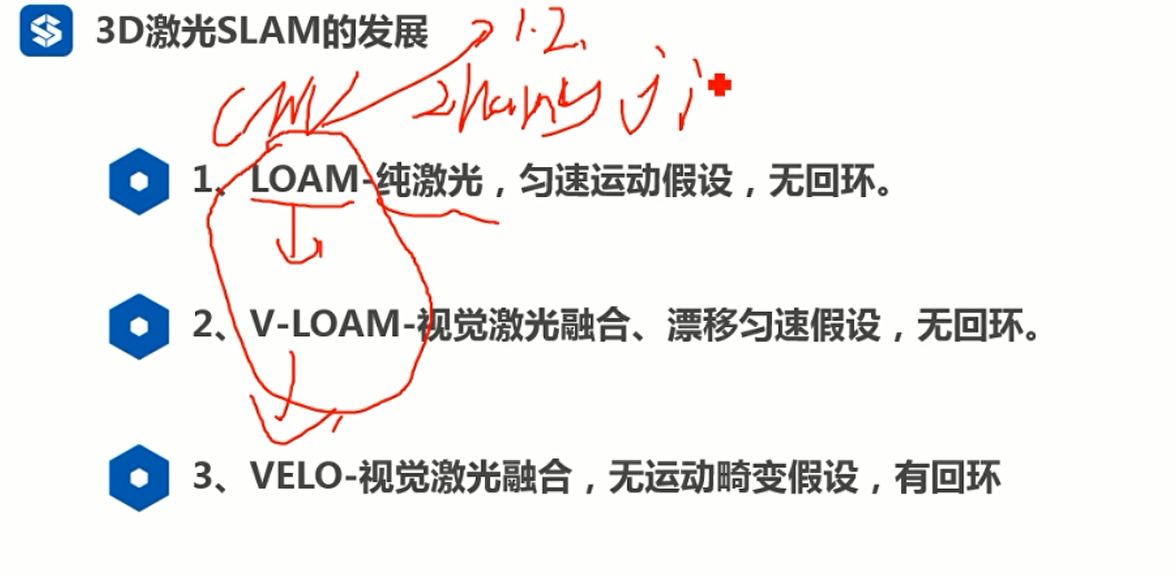 3D激光SLAM的发展
1.2.
CMU
zhang ji
1、LOAM-纯激光，匀速运动假设，无回环。
2、V-LOAM-视觉激光融合、漂移匀速假设，无回环。
3、VELO-视觉激光融合，无运动畸变假设，有回环